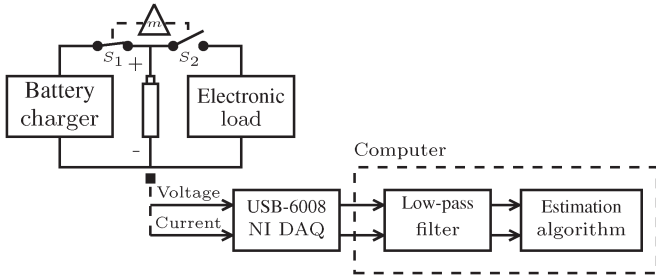 m
S1 + S2
Battery
charger
Electronic
load
-
Computer
Voltage
Current
USB-6008
NI DAQ
Low-pass
filter
Estimation
algorithm